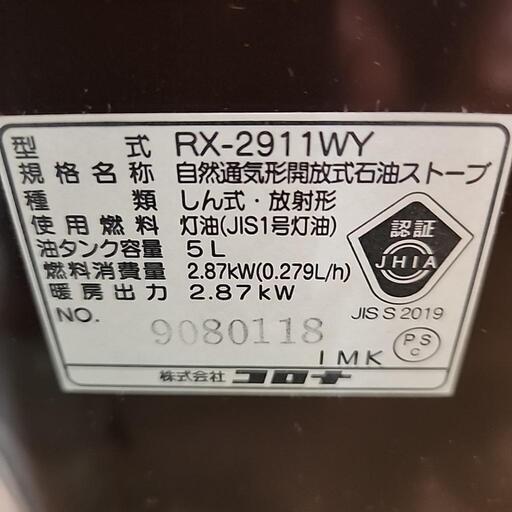 型式 RX-2911WY
規格名称 自然通気形開放式石油ストーブ
種類 しん式・放射形
使用燃料 灯油(JIS1号灯油)
油タンク容量 5L
燃料消費量 2.87kW(0.279L/h)
暖房出力 2.87kW
NO. 9080118
認証
JHIA
JIS S 2019
1MK
PS
C
株式会社コロナ